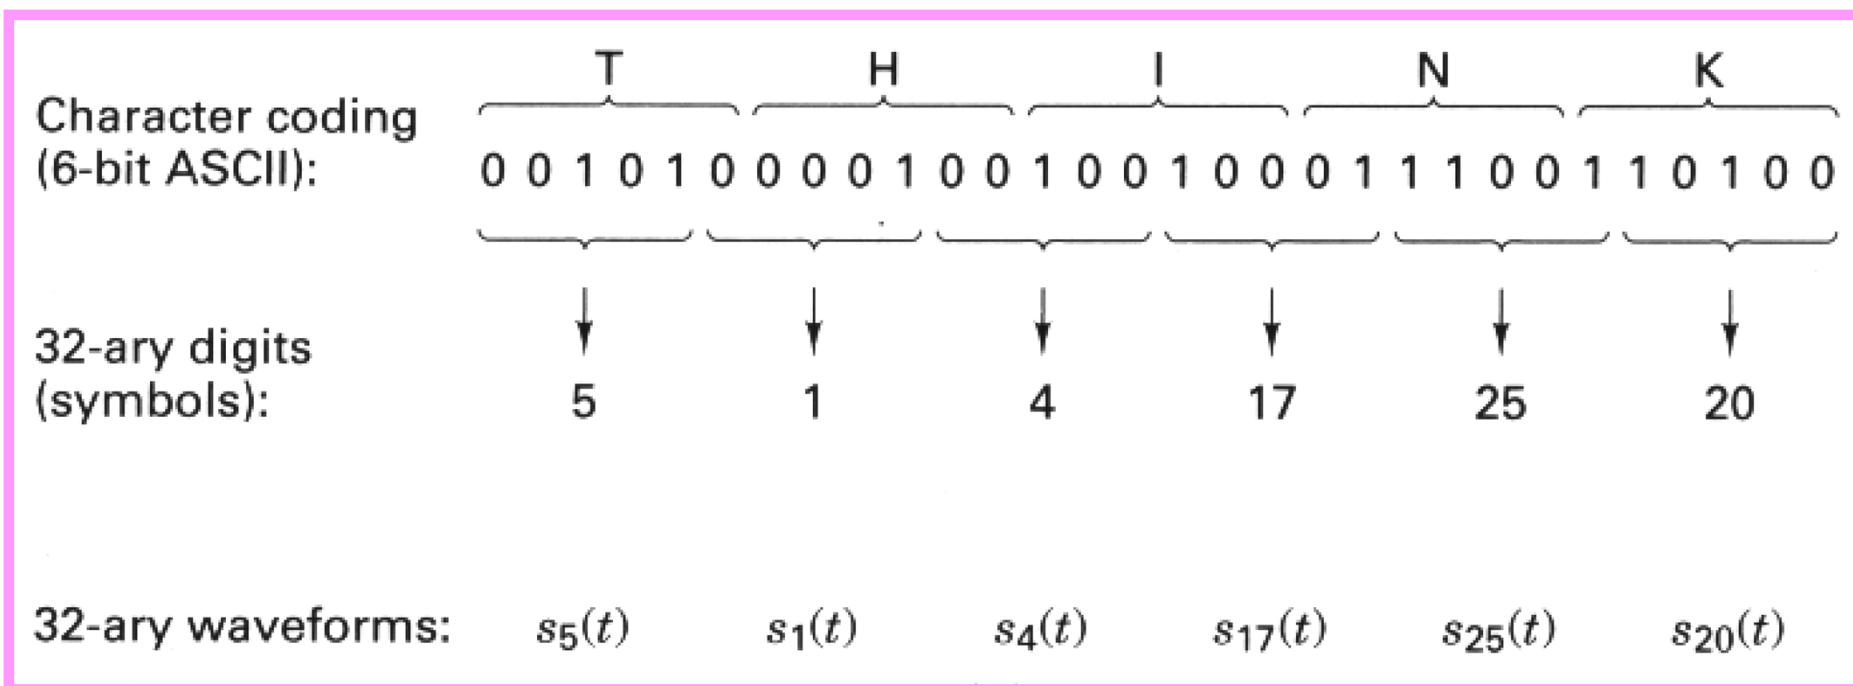 T H I N K
Character coding
(6-bit ASCII):
0 0 1 0 1 0 0 0 0 1 0 0 1 0 0 1 0 0 0 1 1 1 0 0 1 1 0 1 0 0
32-ary digits
(symbols):
5 1 4 17 25 20
32-ary waveforms: s5(t) s1(t) s4(t) s17(t) s25(t) s20(t)